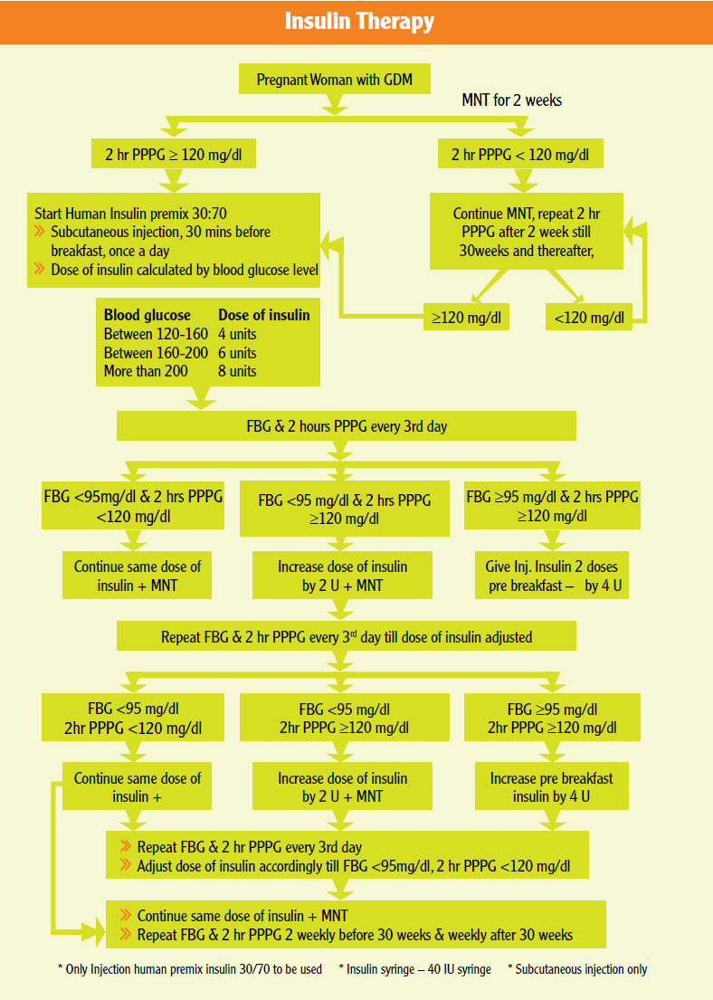 Insulin Therapy
Pregnant Woman with GDM
MNT for 2 weeks
2 hr PPPG ≥ 120 mg/dl
2 hr PPPG < 120 mg/dl
Start Human Insulin premix 30:70
» Subcutaneous injection, 30 mins before
breakfast, once a day
» Dose of insulin calculated by blood glucose level
Continue MNT, repeat 2 hr
PPPG after 2 week still
30weeks and thereafter,
≥120 mg/dl
<120 mg/dl
Blood glucose Dose of insulin
Between 120-160 4 units
Between 160-200 6 units
More than 200 8 units
FBG & 2 hours PPPG every 3rd day
FBG <95mg/dl & 2 hrs PPPG
<120 mg/dl
FBG <95 mg/dl & 2 hrs PPPG
≥120 mg/dl
FBG ≥95 mg/dl & 2 hrs PPPG
≥120 mg/dl
Continue same dose of
insulin + MNT
Increase dose of insulin
by 2 U + MNT
Give Inj. Insulin 2 doses
pre breakfast – by 4 U
Repeat FBG & 2 hr PPPG every 3rd day till dose of insulin adjusted
FBG <95 mg/dl
2hr PPPG <120 mg/dl
FBG <95 mg/dl
2hr PPPG ≥120 mg/dl
FBG ≥95 mg/dl
2hr PPPG ≥120 mg/dl
Continue same dose of
insulin +
Increase dose of insulin
by 2 U + MNT
Increase pre breakfast
insulin by 4 U
» Repeat FBG & 2 hr PPPG every 3rd day
» Adjust dose of insulin accordingly till FBG <95mg/dl, 2 hr PPPG <120 mg/dl
» Continue same dose of insulin + MNT
» Repeat FBG & 2 hr PPPG 2 weekly before 30 weeks & weekly after 30 weeks
* Only Injection human premix insulin 30/70 to be used * Insulin syringe – 40 IU syringe * Subcutaneous injection only